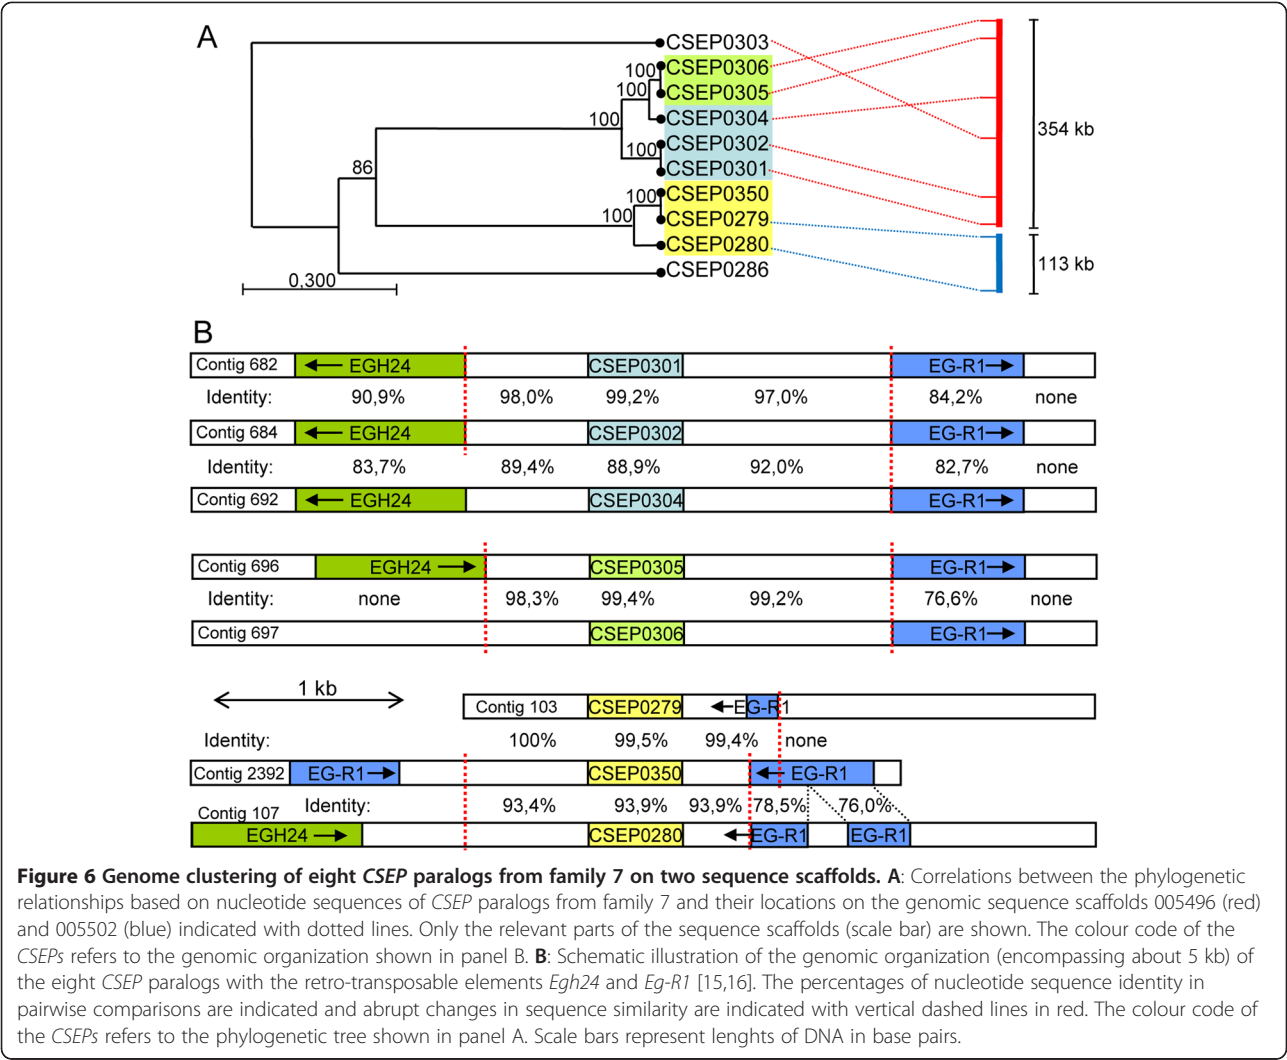 A
CSEP0303
CSEP0306
CSEP0305
CSEP0304
CSEP0302
CSEP0301
CSEP0350
CSEP0279
CSEP0280
CSEP0286
100
100
100
100
86
100
100
0,300
354 kb
113 kb
B
Contig 682 EGH24 CSEP0301 EG-R1
Identity: 90,9% 98,0% 99,2% 97,0% 84,2% none
Contig 684 EGH24 CSEP0302 EG-R1
Identity: 83,7% 89,4% 88,9% 92,0% 82,7% none
Contig 692 EGH24 CSEP0304 EG-R1
Contig 696 EGH24 CSEP0305 EG-R1
Identity: none 98,3% 99,4% 99,2% 76,6% none
Contig 697 CSEP0306 EG-R1
1 kb
Contig 103 CSEP0279 EG-R1
Identity: 100% 99,5% 99,4% none
Contig 2392 EG-R1 CSEP0350 EG-R1
Identity: 93,4% 93,9% 93,9% 78,5% 76,0%
Contig 107
EGH24 CSEP0280 EG-R1 EG-R1
Figure 6 Genome clustering of eight CSEP paralogs from family 7 on two sequence scaffolds. A: Correlations between the phylogenetic
relationships based on nucleotide sequences of CSEP paralogs from family 7 and their locations on the genomic sequence scaffolds 005496 (red)
and 005502 (blue) indicated with dotted lines. Only the relevant parts of the sequence scaffolds (scale bar) are shown. The colour code of the
CSEPs refers to the genomic organization shown in panel B. B: Schematic illustration of the genomic organization (encompassing about 5 kb) of
the eight CSEP paralogs with the retro-transposable elements Egh24 and Eg-R1 [15,16]. The percentages of nucleotide sequence identity in
pairwise comparisons are indicated and abrupt changes in sequence similarity are indicated with vertical dashed lines in red. The colour code of
the CSEPs refers to the phylogenetic tree shown in panel A. Scale bars represent lenghts of DNA in base pairs.